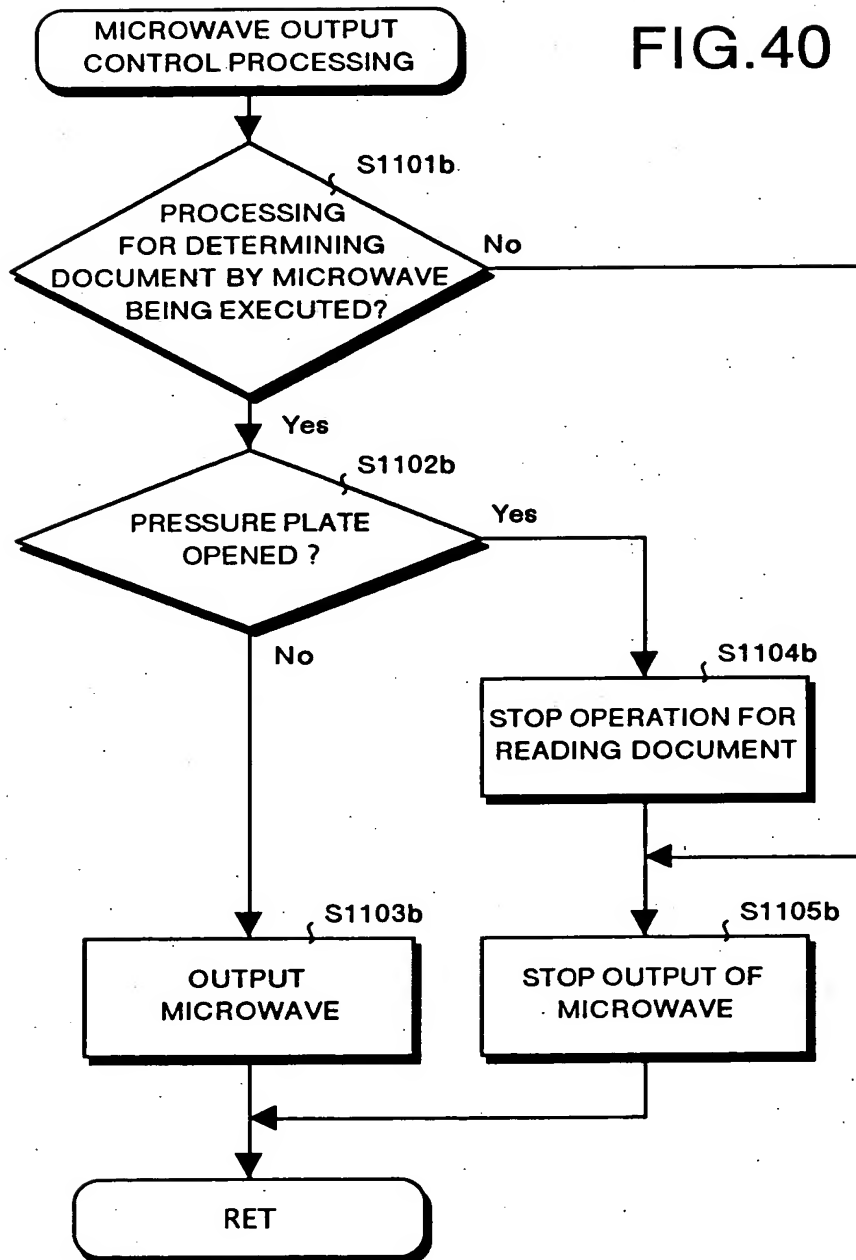 MICROWAVE OUTPUT
CONTROL PROCESSING
FIG.40
S1101b
PROCESSING
FOR DETERMINING
DOCUMENT BY MICROWAVE
BEING EXECUTED?
No
Yes
S1102b
PRESSURE PLATE
OPENED ?
Yes
No
S1104b
STOP OPERATION FOR
READING DOCUMENT
S1103b
OUTPUT
MICROWAVE
S1105b
STOP OUTPUT OF
MICROWAVE
RET